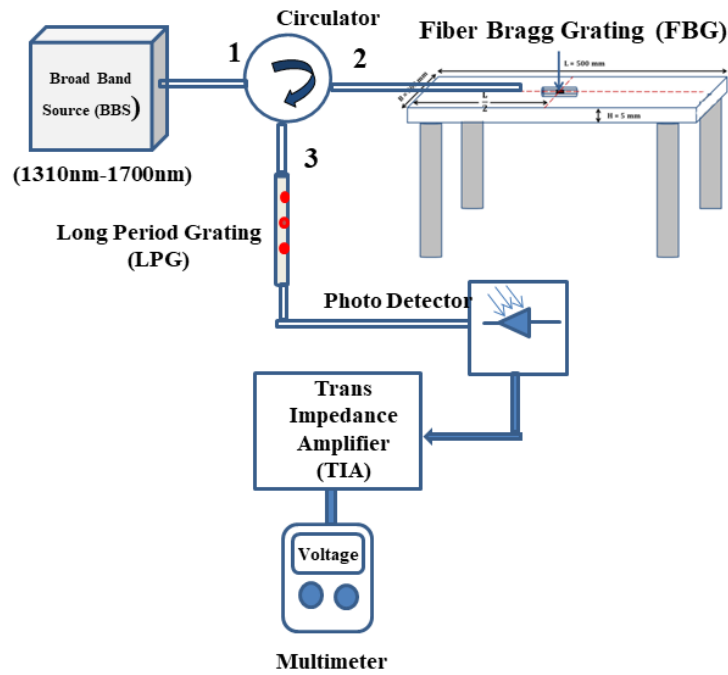 Circulator
1
2
3
Broad Band
Source (BBS)
(1310nm-1700nm)
Fiber Bragg Grating (FBG)
L = 500 mm
L
2
H = 5 mm
Long Period Grating
(LPG)
Photo Detector
Trans
Impedance
Amplifier
(TIA)
Voltage
Multimeter